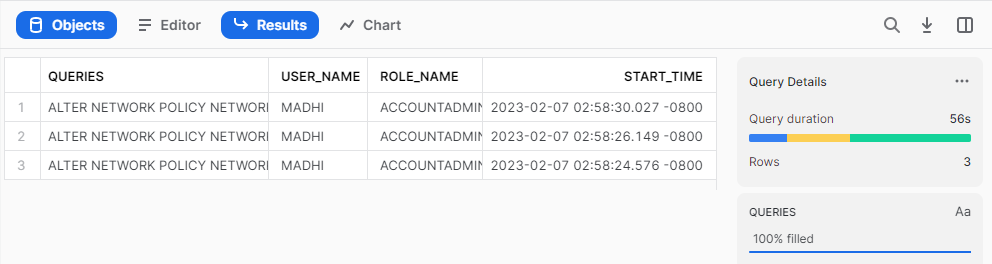 Objects Editor Results Chart
QUERIES USER_NAME ROLE_NAME START_TIME
1 ALTER NETWORK POLICY NETWORK MADHI ACCOUNTADMIN 2023-02-07 02:58:30.027 -0800
2 ALTER NETWORK POLICY NETWORK MADHI ACCOUNTADMIN 2023-02-07 02:58:26.149 -0800
3 ALTER NETWORK POLICY NETWORK MADHI ACCOUNTADMIN 2023-02-07 02:58:24.576 -0800
Query Details
Query duration 56s
Rows 3
QUERIES Aa
100% filled